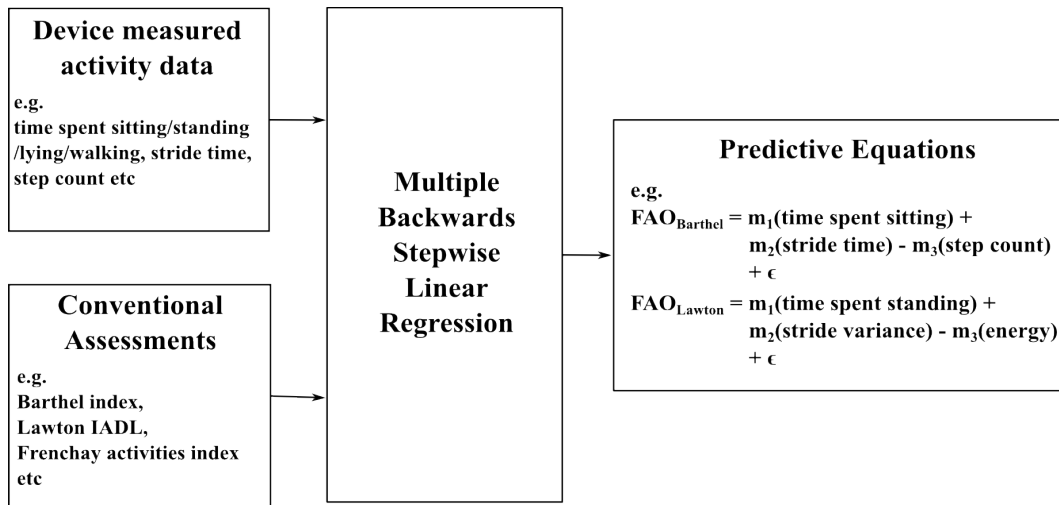 Device measured
activity data
e.g.
time spent sitting/standing
/lying/walking, stride time,
step count etc
Conventional
Assessments
e.g.
Barthel index,
Lawton IADL,
Frenchay activities index
etc
Multiple
Backwards
Stepwise
Linear
Regression
Predictive Equations
e.g.
FAO_Barthel = m₁(time spent sitting) +
m₂(stride time) - m₃(step count)
+ ϵ
FAO_Lawton = m₁(time spent standing) +
m₂(stride variance) - m₃(energy)
+ ϵ